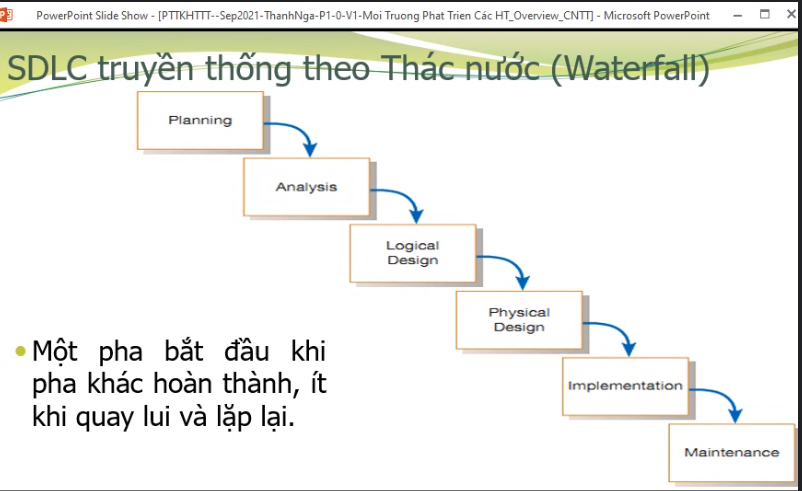 PowerPoint Slide Show - [PTTKHTTT--Sep2021-ThanhNga-P1-0-V1-Moi Truong Phat Trien Các HT_Overview_CNTT] - Microsoft PowerPoint
SDLC truyền thống theo Thác nước (Waterfall)
Planning
Analysis
Logical
Design
Physical
Design
Implementation
Maintenance
Một pha bắt đầu khi
pha khác hoàn thành, ít
khi quay lui và lặp lại.